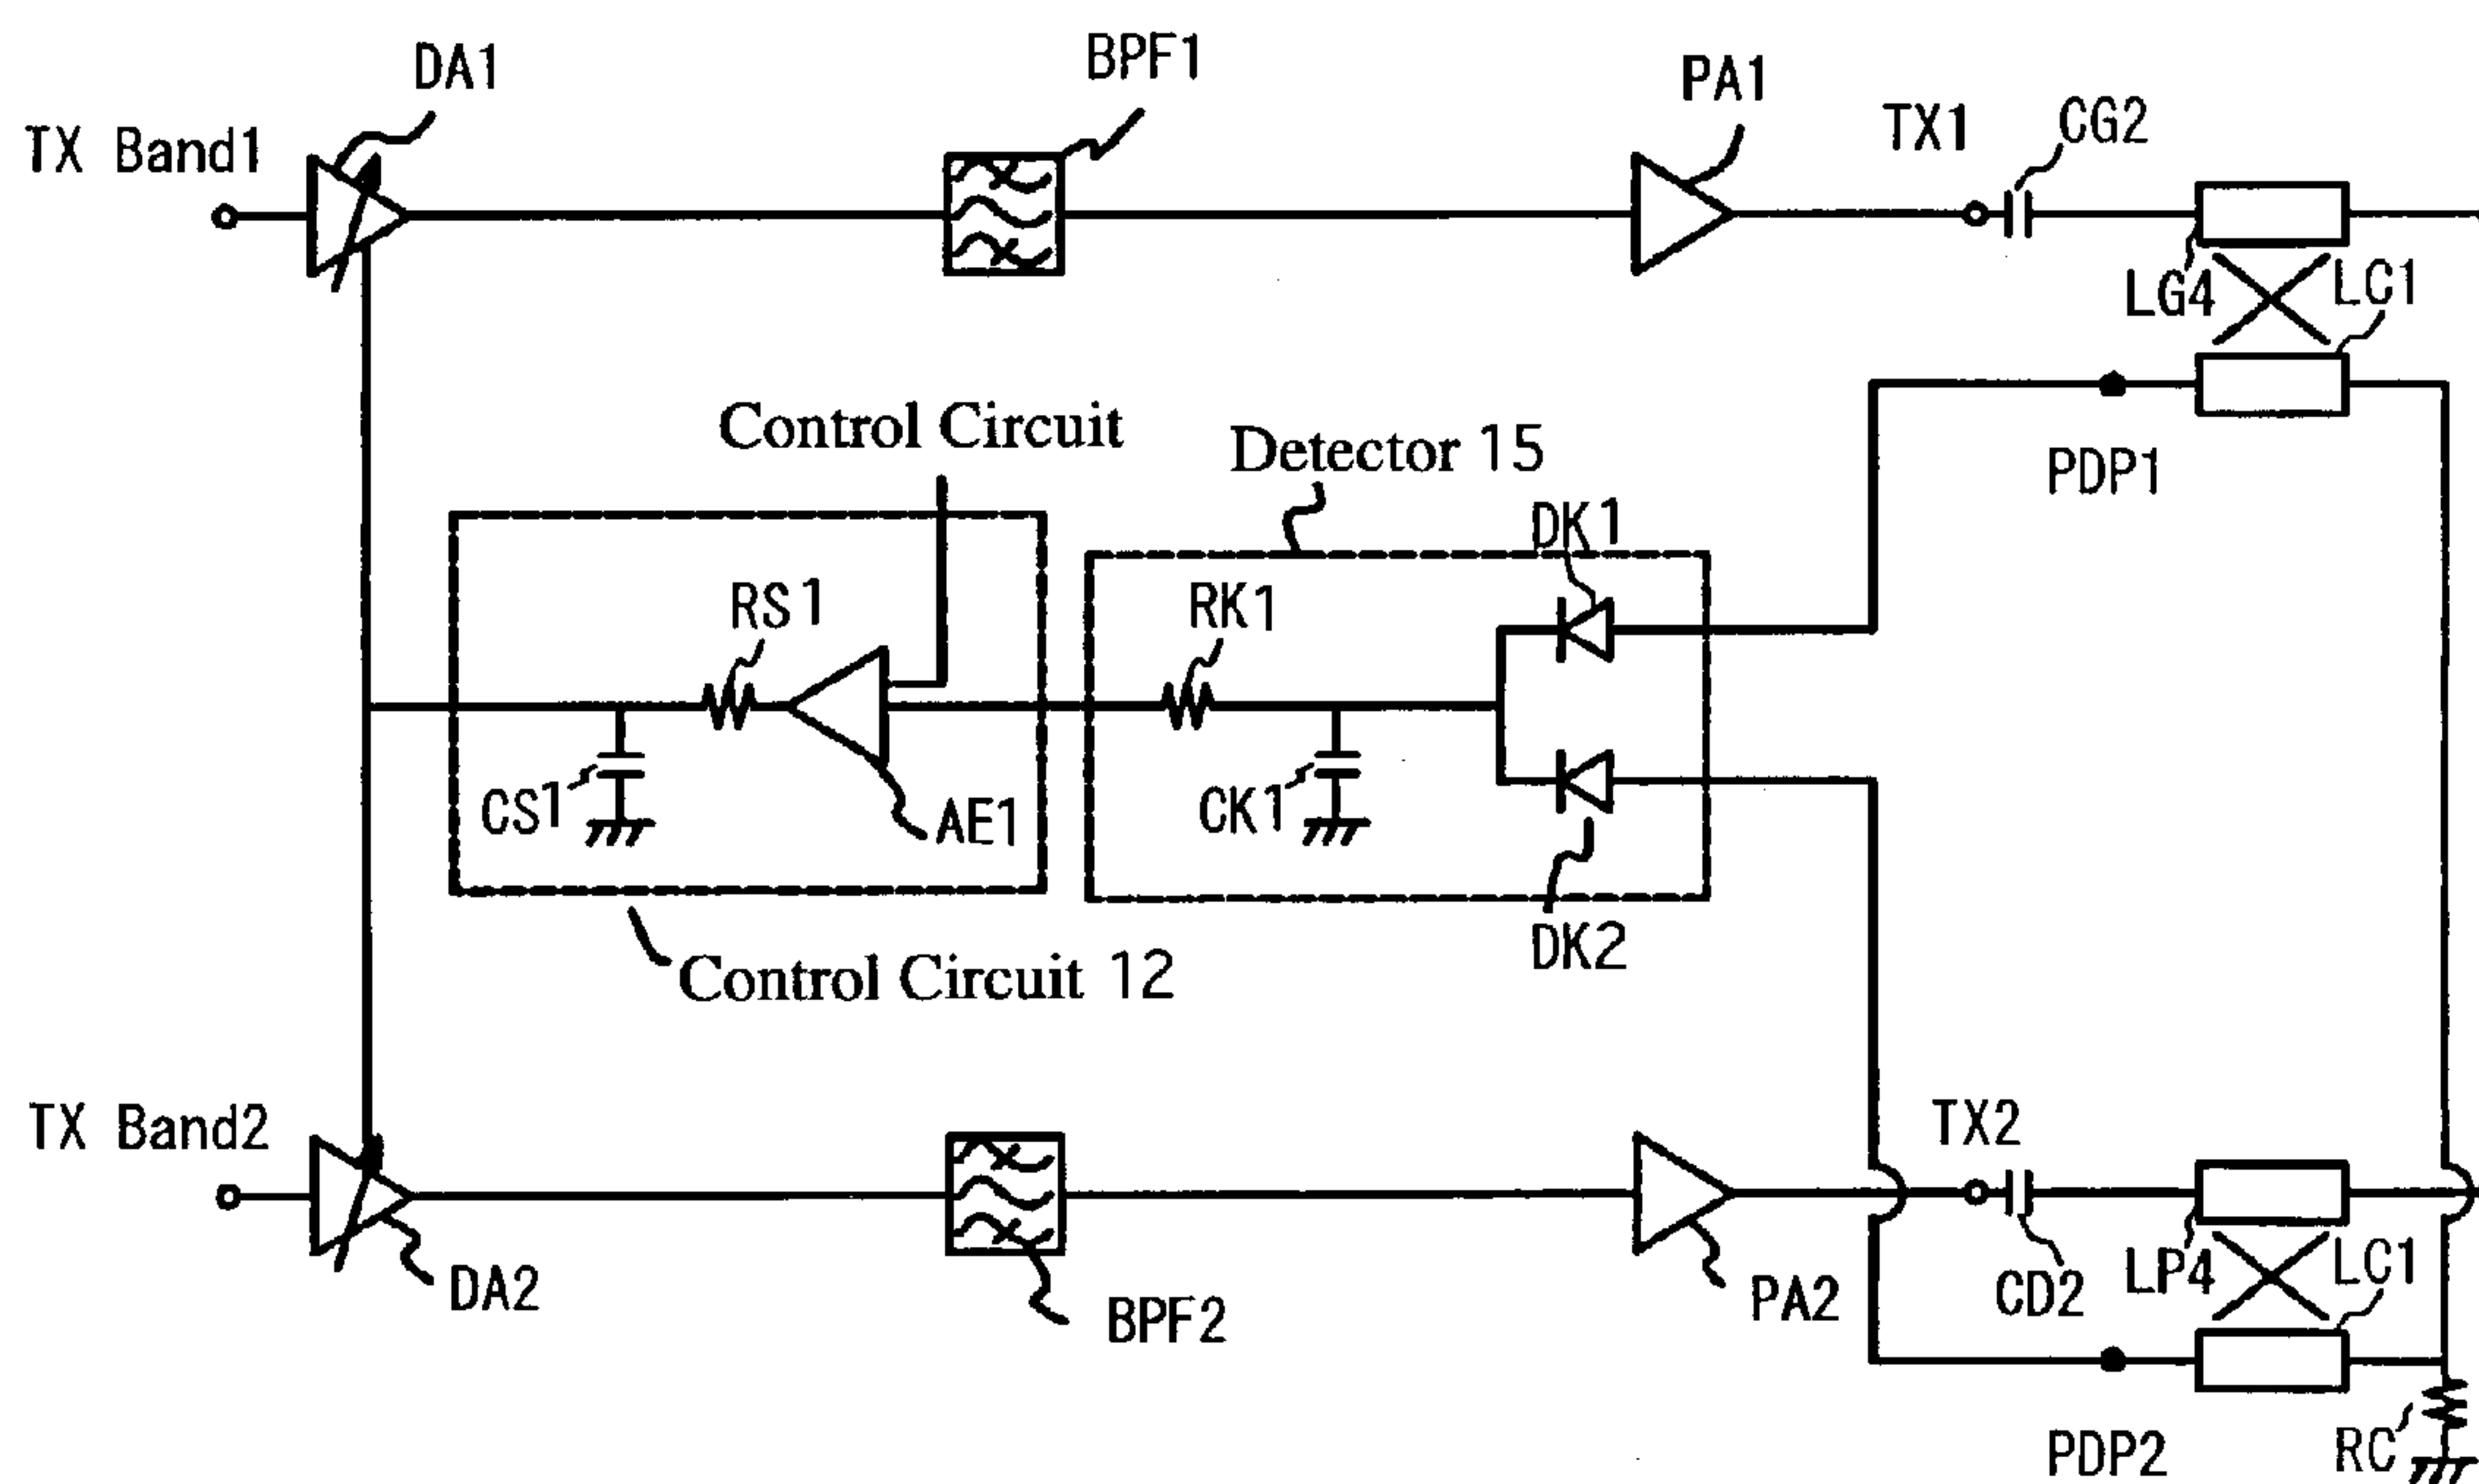 DA1
BPF1
PA1
TX Band1
TX1
CG2
LG4
LC1
Control Circuit
Detector 15
PDP1
DK1
RS1
RK1
CS1
AE1
CK1
DK2
Control Circuit 12
TX Band2
TX2
DA2
BPF2
PA2
CD2
LP4
LC1
PDP2
RC